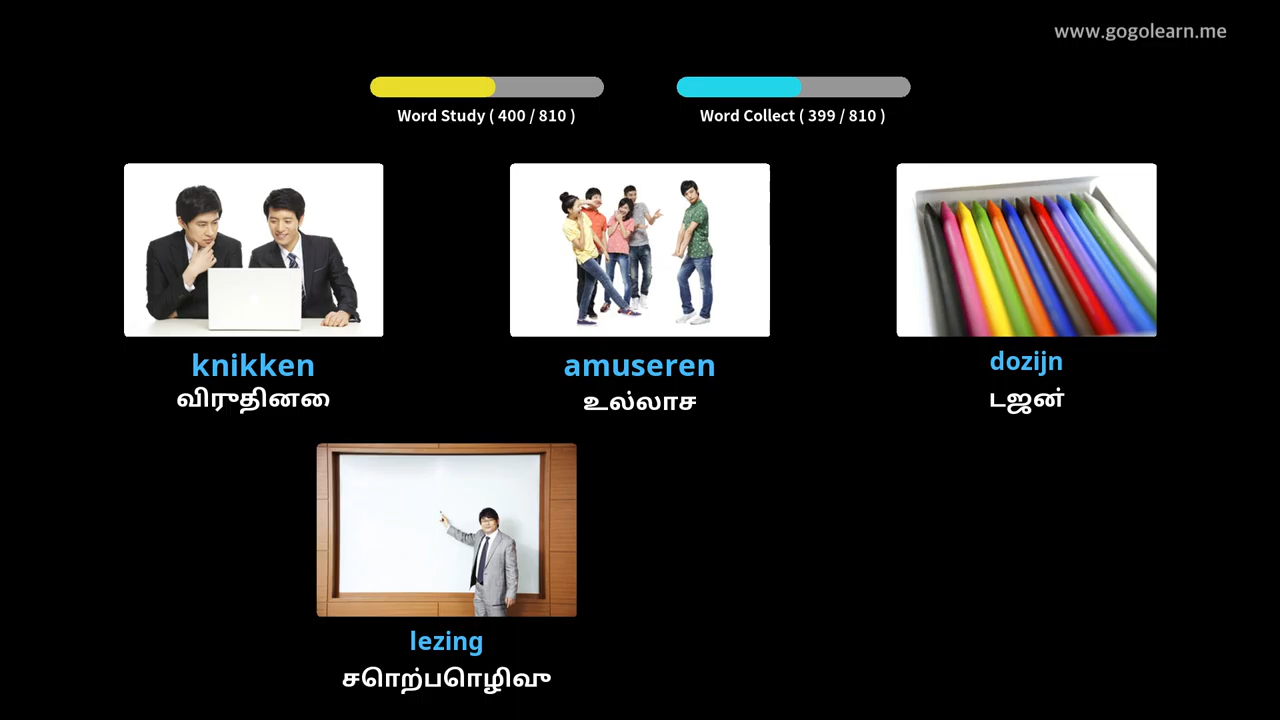 www.gogolearn.me
Word Study ( 400 / 810 )
Word Collect ( 399 / 810 )
knikken
விருதினை
amuseren
உல்லாச
dozijn
டஜன்
lezing
சொற்பொழிவு